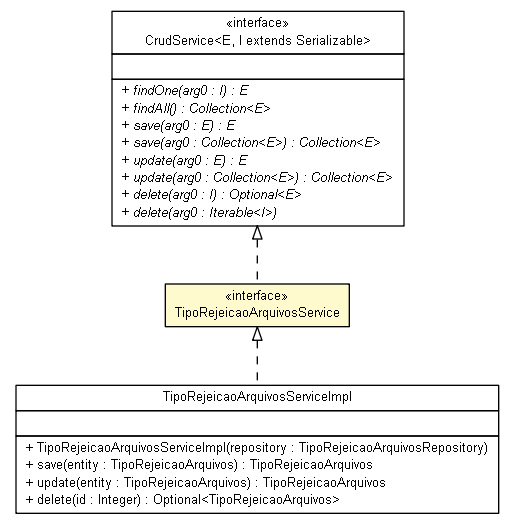 «interface»
CrudService<E, I extends Serializable>
+ findOne(arg0 : I) : E
+ findAll() : Collection<E>
+ save(arg0 : E) : E
+ save(arg0 : Collection<E>) : Collection<E>
+ update(arg0 : E) : E
+ update(arg0 : Collection<E>) : Collection<E>
+ delete(arg0 : I) : Optional<E>
+ delete(arg0 : Iterable<I>)
«interface»
TipoRejeicaoArquivosService
TipoRejeicaoArquivosServiceImpl
+ TipoRejeicaoArquivosServiceImpl(repository : TipoRejeicaoArquivosRepository)
+ save(entity : TipoRejeicaoArquivos) : TipoRejeicaoArquivos
+ update(entity : TipoRejeicaoArquivos) : TipoRejeicaoArquivos
+ delete(id : Integer) : Optional<TipoRejeicaoArquivos>